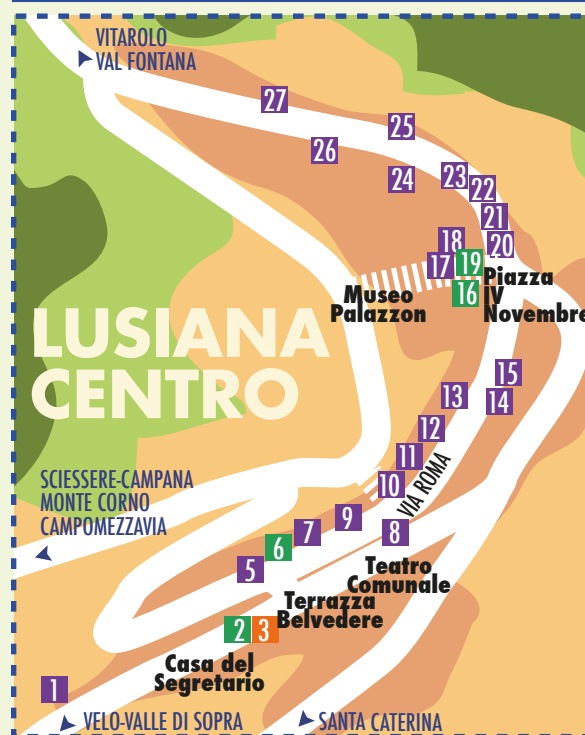 VITAROLO
VAL FONTANA
27
25
26
24
23
22
21
18
20
17
19
16
Piazza
IV
Novembre
Museo
Palazzon
LUSIANA
CENTRO
15
13
14
12
11
10
VIA ROMA
SCIESSERE-CAMPANA
MONTE CORNO
CAMPOMEZZAVIA
9
7
8
6
5
Teatro
Comunale
Terrazza
Belvedere
2
3
Casa del
Segretario
1
VELO-VALLE DI SOPRA
SANTA CATERINA